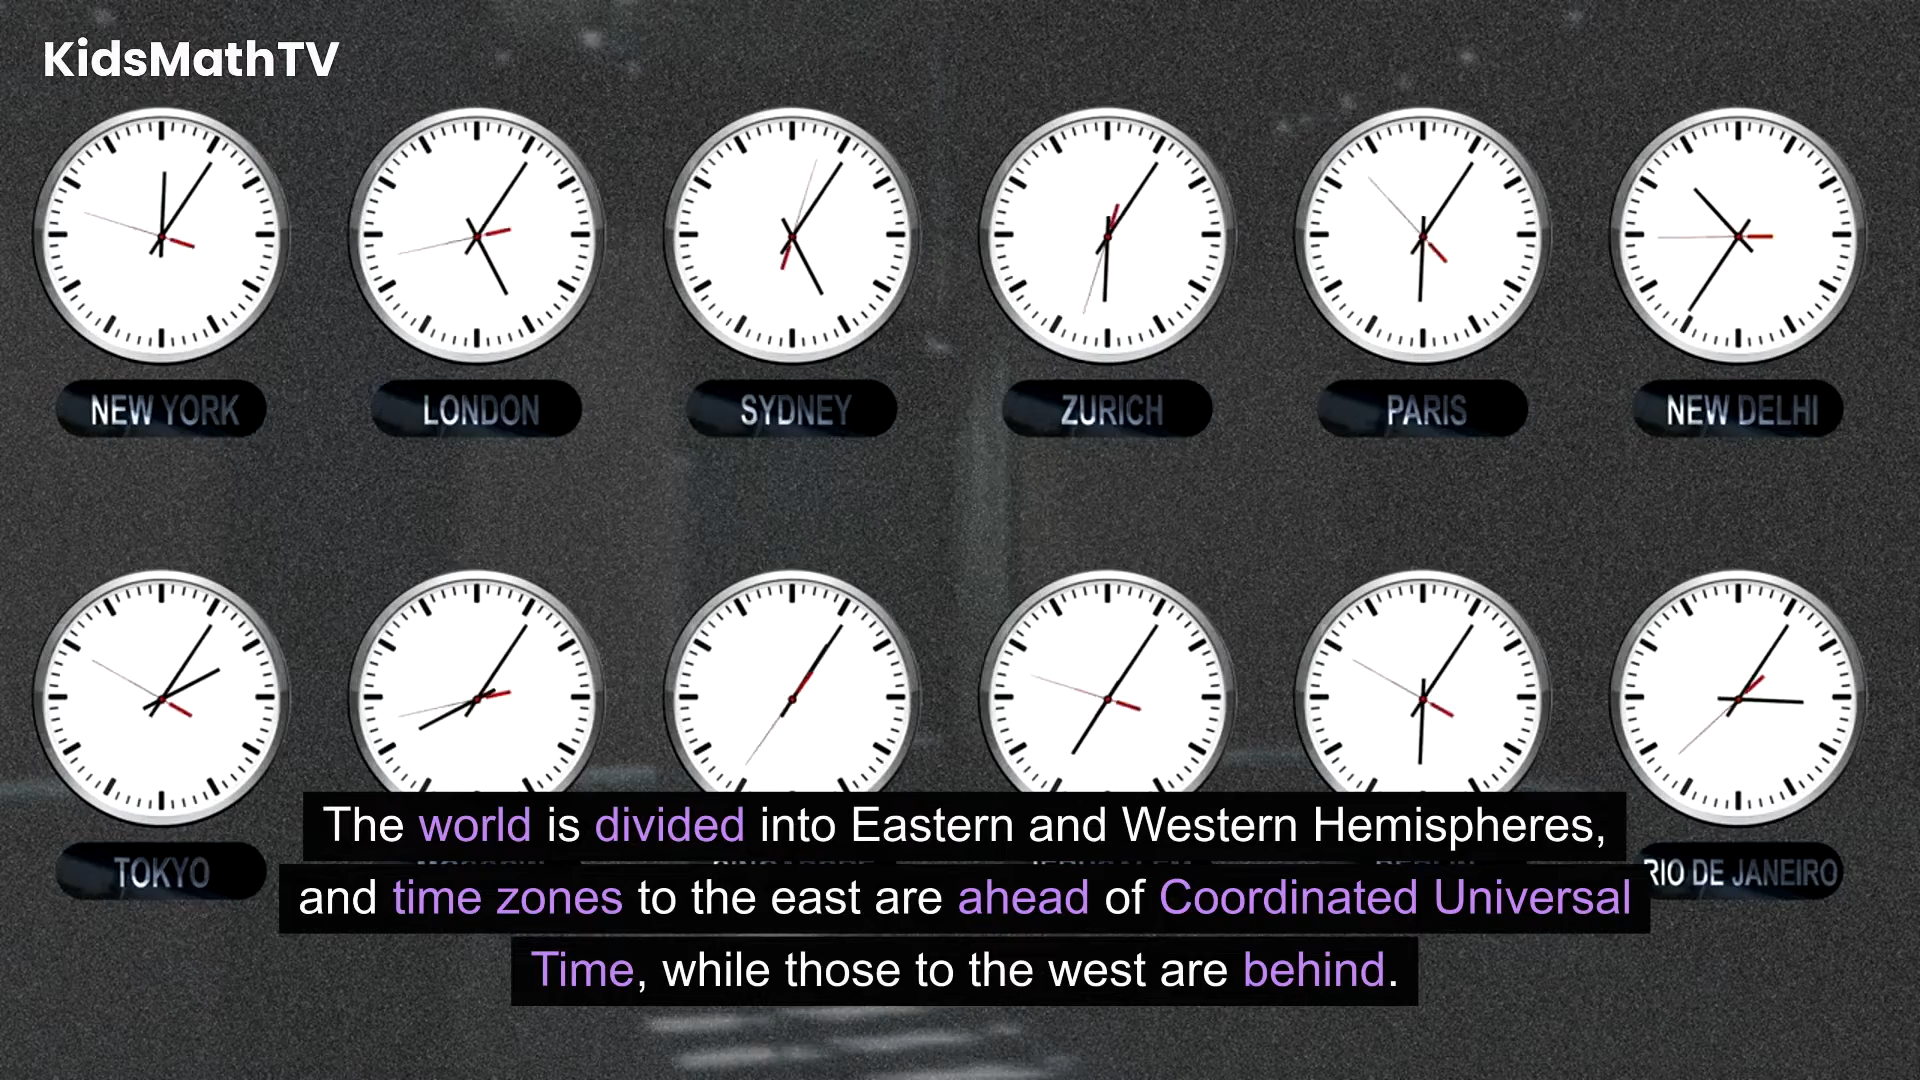 KidsMathTV
NEW YORK
LONDON
SYDNEY
ZURICH
PARIS
NEW DELHI
TOKYO
RIO DE JANEIRO
The world is divided into Eastern and Western Hemispheres,
and time zones to the east are ahead of Coordinated Universal
Time, while those to the west are behind.